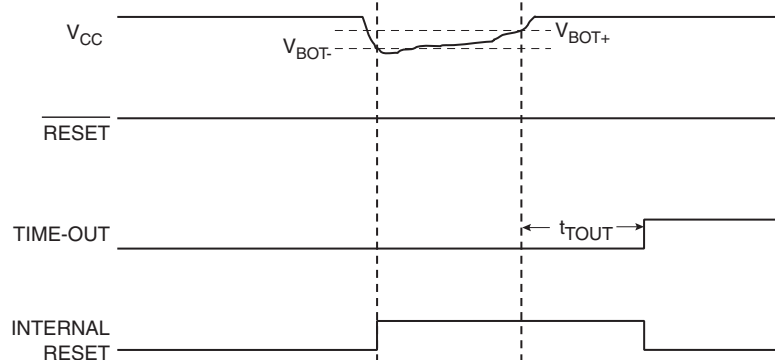 VCC
VBOT-
VBOT+
RESET
TIME-OUT
tTOUT
INTERNAL
RESET